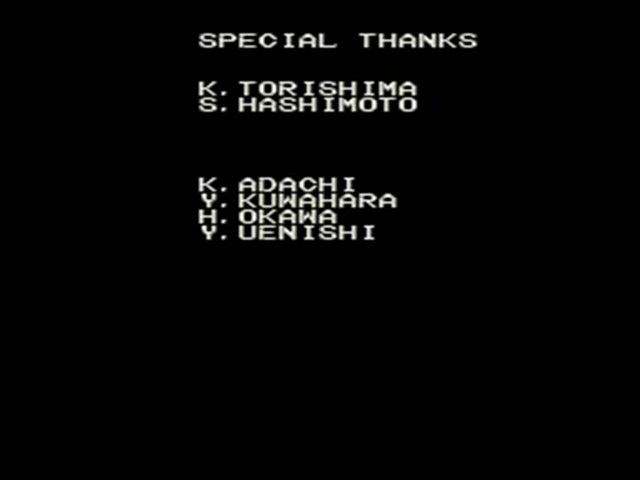 SPECIAL THANKS
K. TORISHIMA
S. HASHIMOTO
K. ADACHI
Y. KUWAHARA
H. OKAWA
Y. UENISHI